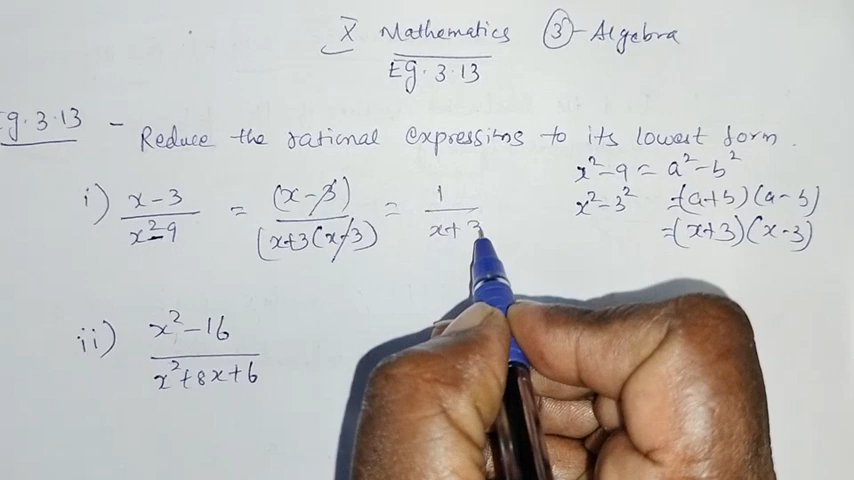 X Mathematics ③-Algebra
Eg. 3.13
Eg. 3.13 - Reduce the rational expressions to its lowest form.
i) (x-3)/(x²-9) = (x-3)/((x+3(x-3)) = 1/(x+3
x²-9 = a²-b²
x²-3² =(a+b)(a-b)
=(x+3)(x-3)
ii) (x²-16)/(x²+8x+6)